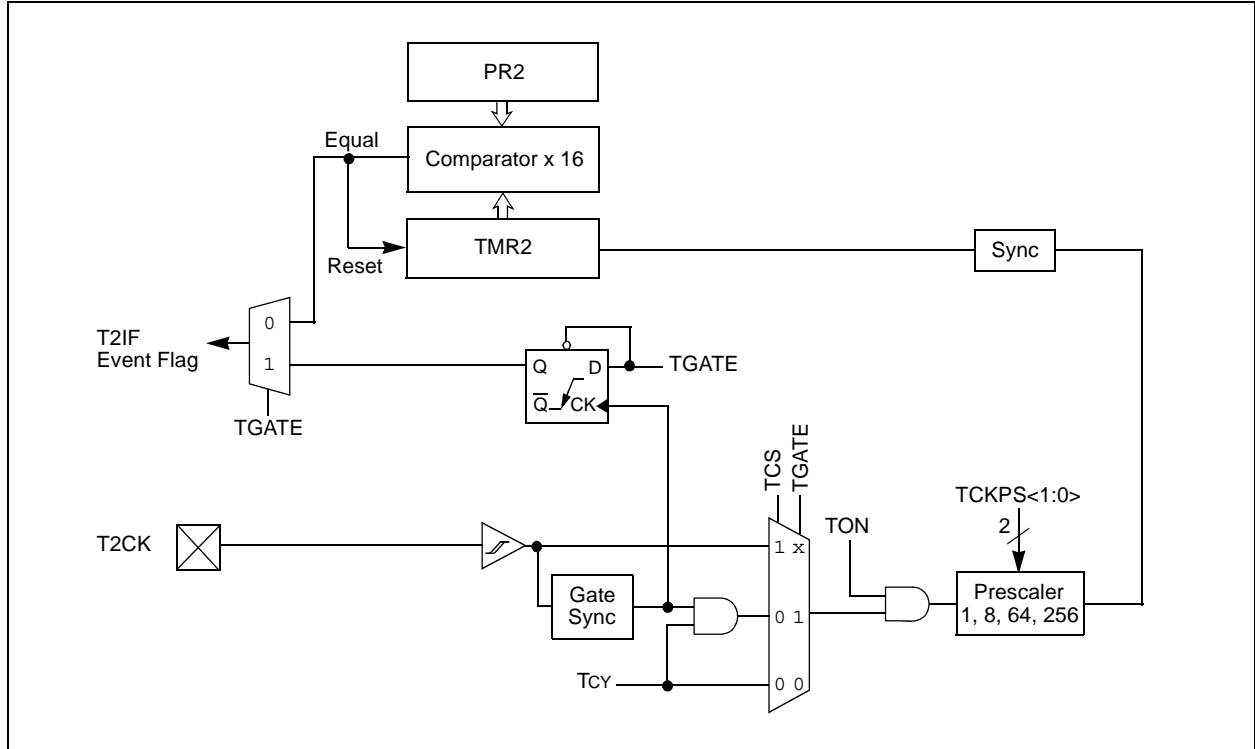 PR2
Equal
Comparator x 16
TMR2
Reset
Sync
T2IF
Event Flag
0
1
TGATE
Q
D
Q̅
CK
TGATE
TCS
TGATE
TCKPS<1:0>
2
TON
T2CK
1 x
Gate
Sync
0 1
Prescaler
1, 8, 64, 256
TCY
0 0